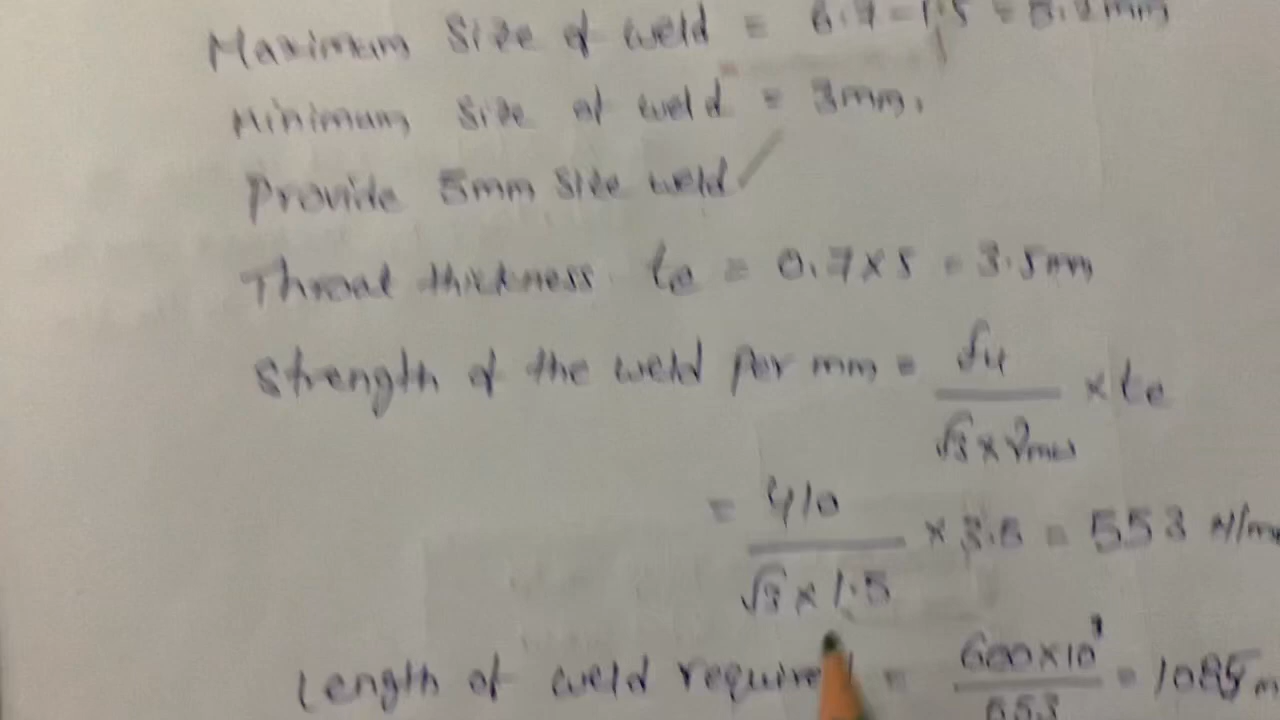 Maximum Size of weld = 6.7-1.5 = 5.2mm
Minimum Size of weld = 3mm.
Provide 5mm size weld
Throat thickness te = 0.7×5 = 3.5mm
Strength of the weld per mm = fu / √3 × γmw × te
= 410 / √3 × 1.5 × 3.5 = 553 N/mm
Length of weld required = 600×10³ / 553 = 1085 m